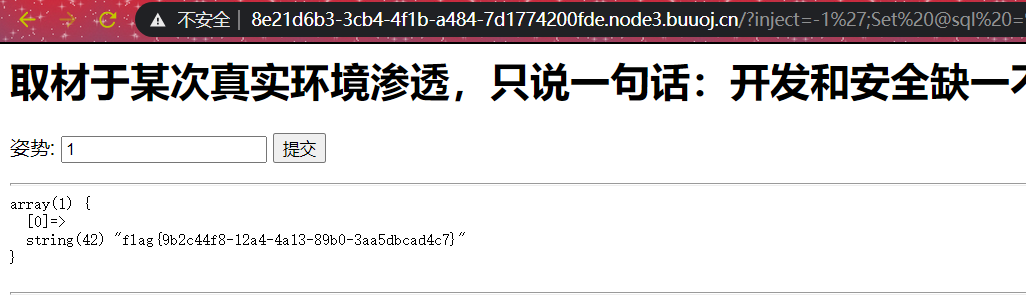 不安全 | 8e21d6b3-3cb4-4f1b-a484-7d1774200fde.node3.buuoj.cn/?inject=-1%27;Set%20@sql%20=
取材于某次真实环境渗透，只说一句话：开发和安全缺一不
姿势: 1 提交
array(1) {
  [0]=>
  string(42) "flag{9b2c44f8-12a4-4a13-89b0-3aa5dbcad4c7}"
}